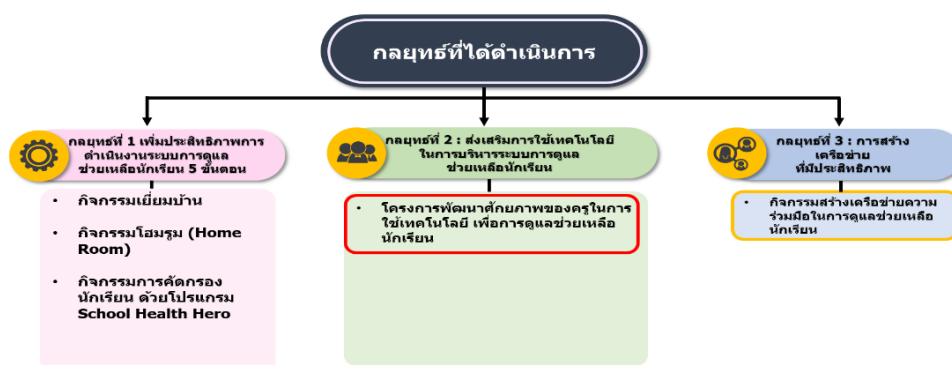 กลยุทธ์ที่ได้ดำเนินการ
กลยุทธ์ที่ 1 เพิ่มประสิทธิภาพการ
ดำเนินงานระบบการดูแล
ช่วยเหลือนักเรียน 5 ขั้นตอน
• กิจกรรมเยี่ยมบ้าน
• กิจกรรมโฮมรูม (Home
Room)
• กิจกรรมการคัดกรอง
นักเรียน ด้วยโปรแกรม
School Health Hero
กลยุทธ์ที่ 2 : ส่งเสริมการใช้เทคโนโลยี
ในการบริหารระบบการดูแล
ช่วยเหลือนักเรียน
• โครงการพัฒนาศักยภาพของครูในการ
ใช้เทคโนโลยี เพื่อการดูแลช่วยเหลือ
นักเรียน
กลยุทธ์ที่ 3 : การสร้าง
เครือข่าย
ที่มีประสิทธิภาพ
• กิจกรรมสร้างเครือข่ายความ
ร่วมมือในการดูแลช่วยเหลือ
นักเรียน